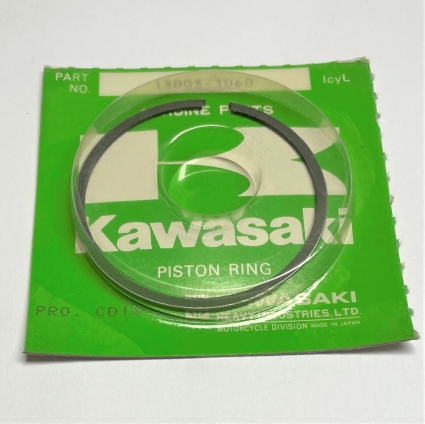 PART NO. 13003-3060 1cyL
ENGINE PARTS
Kawasaki
PISTON RING
KAWASAKI
PRO. CD1
HEAVY INDUSTRIES, LTD.
MOTORCYCLE DIVISION MADE IN JAPAN